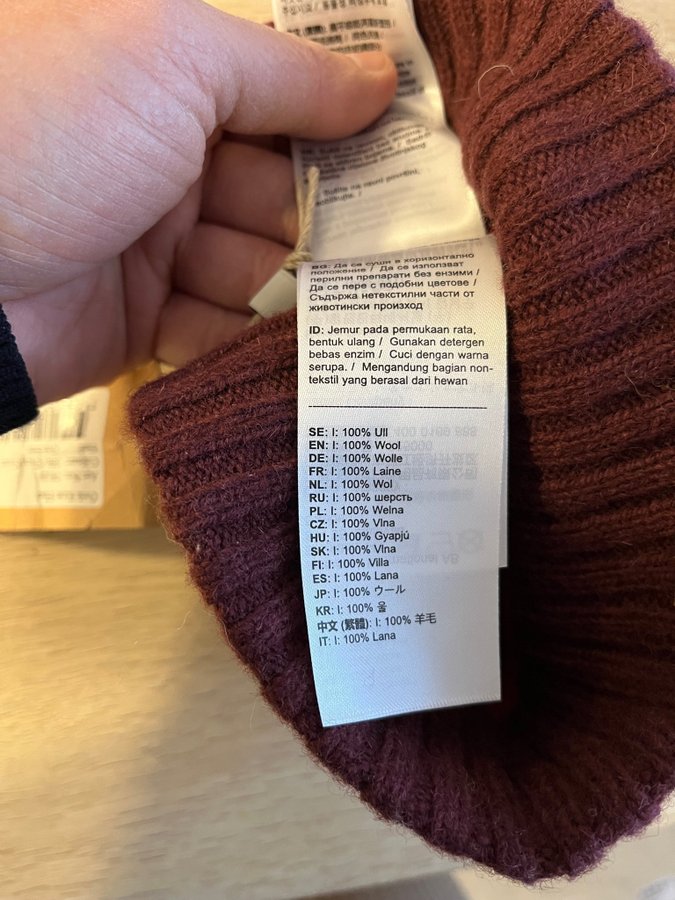 BG: Да се суши в хоризонтално
положение / Да се използват
перилни препарати без ензими /
Да се пере с подобни цветове /
Съдържа нетекстилни части от
животински произход
ID: Jemur pada permukaan rata,
bentuk ulang / Gunakan detergen
bebas enzim / Cuci dengan warna
serupa. / Mengandung bagian non-
tekstil yang berasal dari hewan
SE: I: 100% Ull
EN: I: 100% Wool
DE: I: 100% Wolle
FR: I: 100% Laine
NL: I: 100% Wol
RU: I: 100% шерсть
PL: I: 100% Wełna
CZ: I: 100% Vlna
HU: I: 100% Gyapjú
SK: I: 100% Vlna
FI: I: 100% Villa
ES: I: 100% Lana
JP: I: 100% ウール
KR: I: 100% 울
中文 (繁體): I: 100% 羊毛
IT: I: 100% Lana